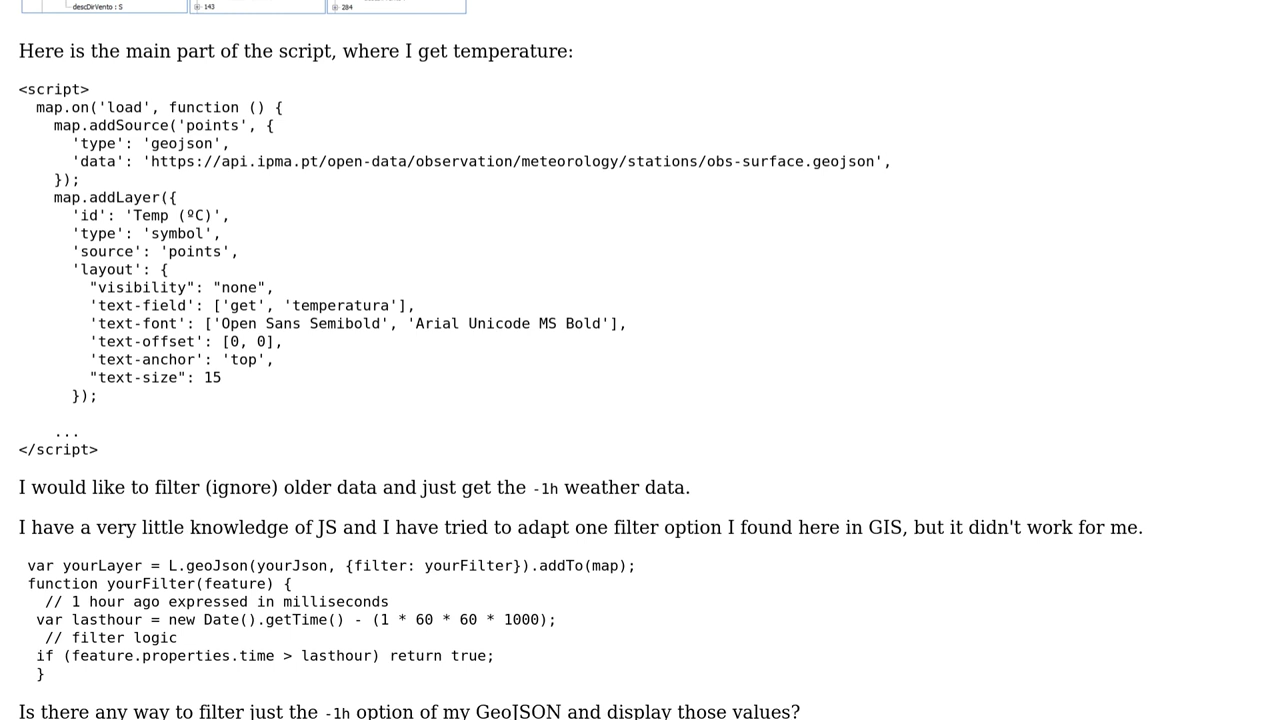 descDirVento : S
143
284
Here is the main part of the script, where I get temperature:
<script>
  map.on('load', function () {
    map.addSource('points', {
      'type': 'geojson',
      'data': 'https://api.ipma.pt/open-data/observation/meteorology/stations/obs-surface.geojson',
    });
    map.addLayer({
      'id': 'Temp (ºC)',
      'type': 'symbol',
      'source': 'points',
      'layout': {
        "visibility": "none",
        'text-field': ['get', 'temperatura'],
        'text-font': ['Open Sans Semibold', 'Arial Unicode MS Bold'],
        'text-offset': [0, 0],
        'text-anchor': 'top',
        "text-size": 15
      });
    ...
</script>
I would like to filter (ignore) older data and just get the -1h weather data.
I have a very little knowledge of JS and I have tried to adapt one filter option I found here in GIS, but it didn't work for me.
 var yourLayer = L.geoJson(yourJson, {filter: yourFilter}).addTo(map);
 function yourFilter(feature) {
   // 1 hour ago expressed in milliseconds
  var lasthour = new Date().getTime() - (1 * 60 * 60 * 1000);
   // filter logic
  if (feature.properties.time > lasthour) return true;
  }
Is there any way to filter just the -1h option of my GeoJSON and display those values?